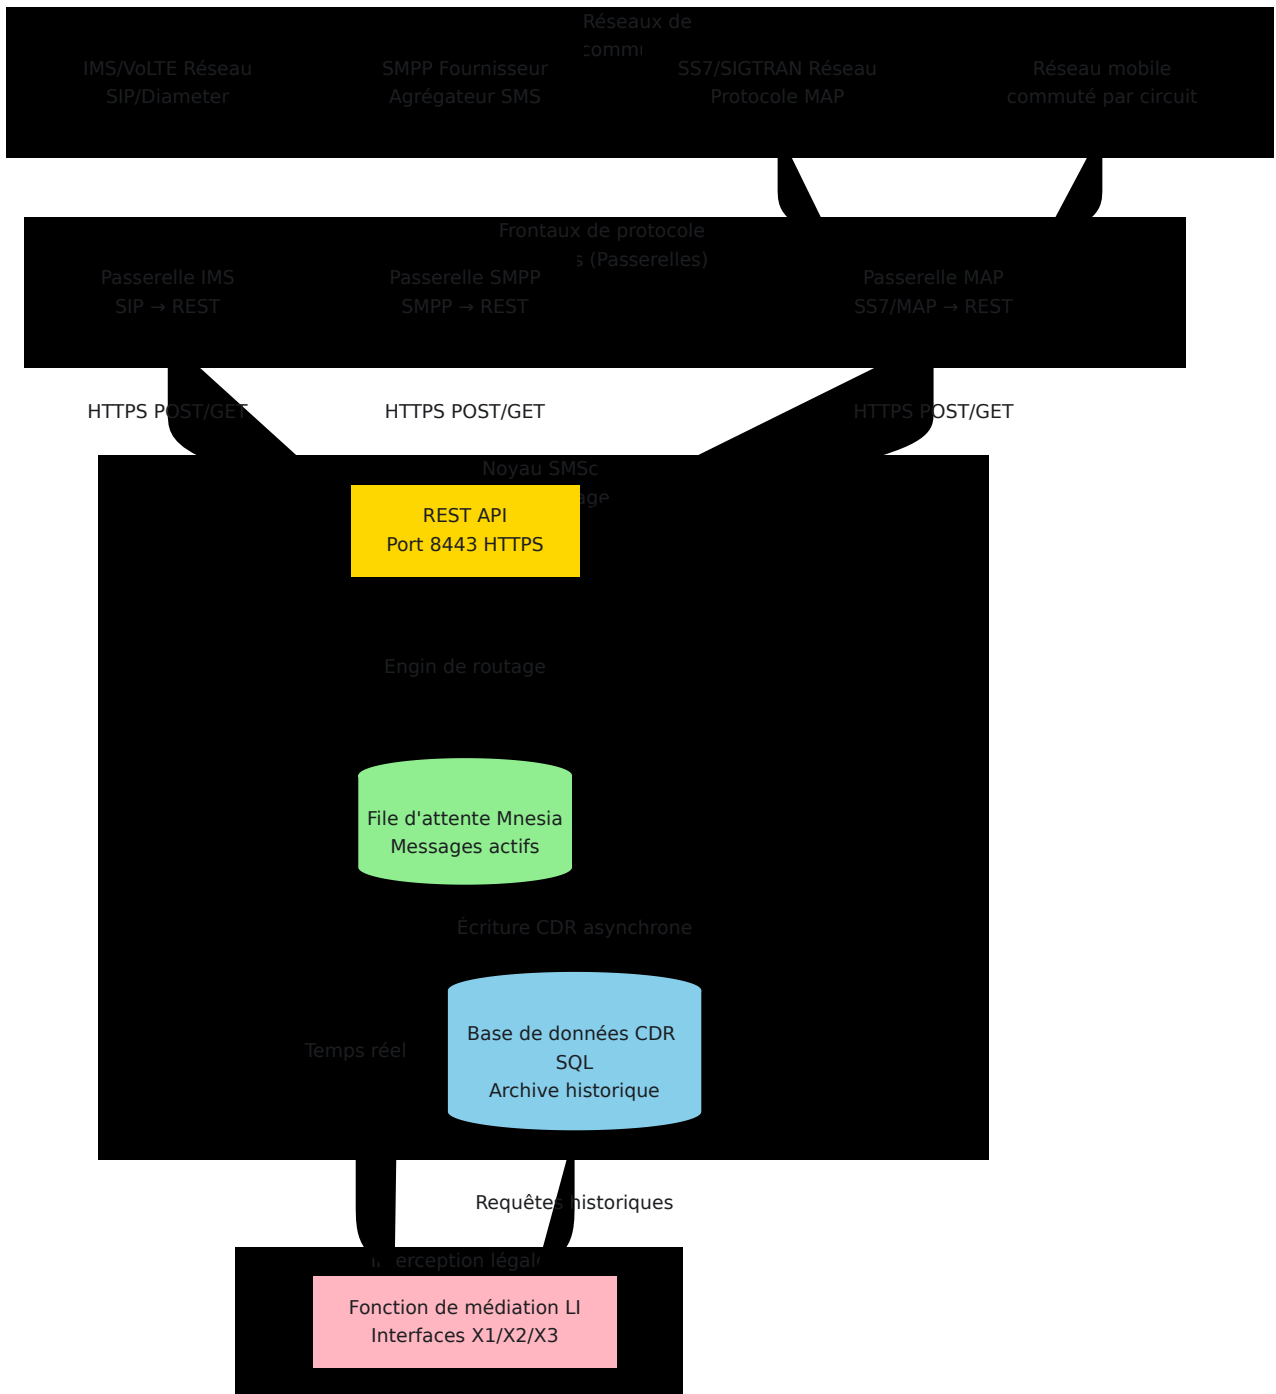 Réseaux de
IMS/VoLTE Réseau
SIP/Diameter
SMPP Fournisseur
Agrégateur SMS
SS7/SIGTRAN Réseau
Protocole MAP
Réseau mobile
commuté par circuit
Frontaux de protocole
(Passerelles)
Passerelle IMS
SIP → REST
Passerelle SMPP
SMPP → REST
Passerelle MAP
SS7/MAP → REST
HTTPS POST/GET
HTTPS POST/GET
HTTPS POST/GET
Noyau SMSc
REST API
Port 8443 HTTPS
Engin de routage
File d'attente Mnesia
Messages actifs
Écriture CDR asynchrone
Base de données CDR
SQL
Archive historique
Temps réel
Requêtes historiques
Fonction de médiation LI
Interfaces X1/X2/X3